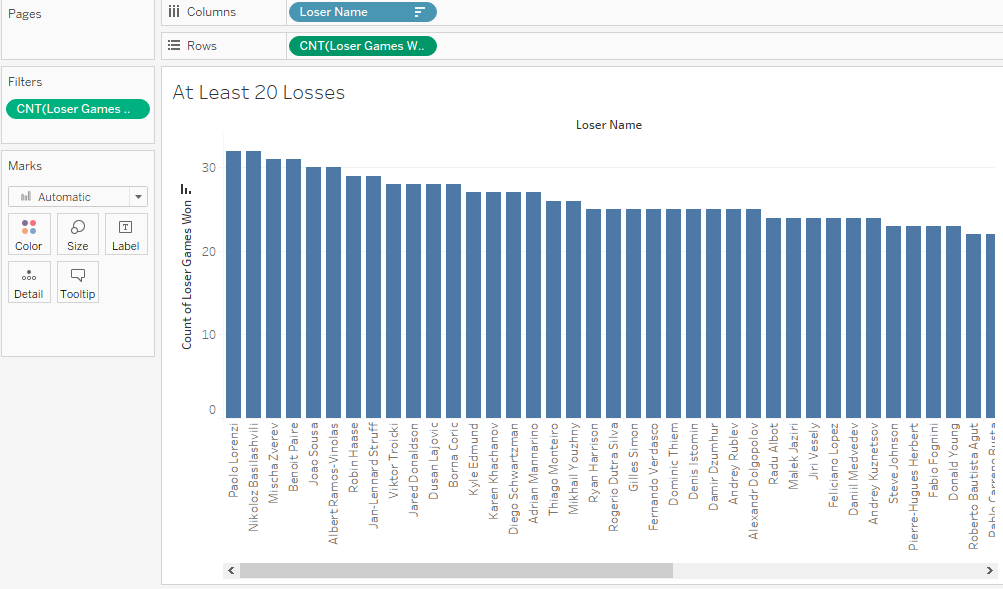 Pages
Columns
Loser Name
Rows
CNT(Loser Games W..
Filters
CNT(Loser Games ..
Marks
Automatic
Color
Size
Label
Detail
Tooltip
At Least 20 Losses
Loser Name
Count of Loser Games Won
30
20
10
0
Paolo Lorenzi
Nikoloz Basilashvili
Mischa Zverev
Benoit Paire
Joao Sousa
Albert Ramos-Vinolas
Robin Haase
Jan-Lennard Struff
Viktor Troicki
Jared Donaldson
Dusan Lajovic
Borna Coric
Kyle Edmund
Karen Khachanov
Diego Schwartzman
Adrian Mannarino
Thiago Monteiro
Mikhail Youzhny
Ryan Harrison
Rogerio Dutra Silva
Gilles Simon
Fernando Verdasco
Dominic Thiem
Denis Istomin
Damir Dzumhur
Andrey Rublev
Alexandr Dolgopolov
Radu Albot
Malek Jaziri
Jiri Vesely
Feliciano Lopez
Daniil Medvedev
Andrey Kuznetsov
Steve Johnson
Pierre-Hugues Herbert
Fabio Fognini
Donald Young
Roberto Bautista Agut
Pablo Carreno Busta